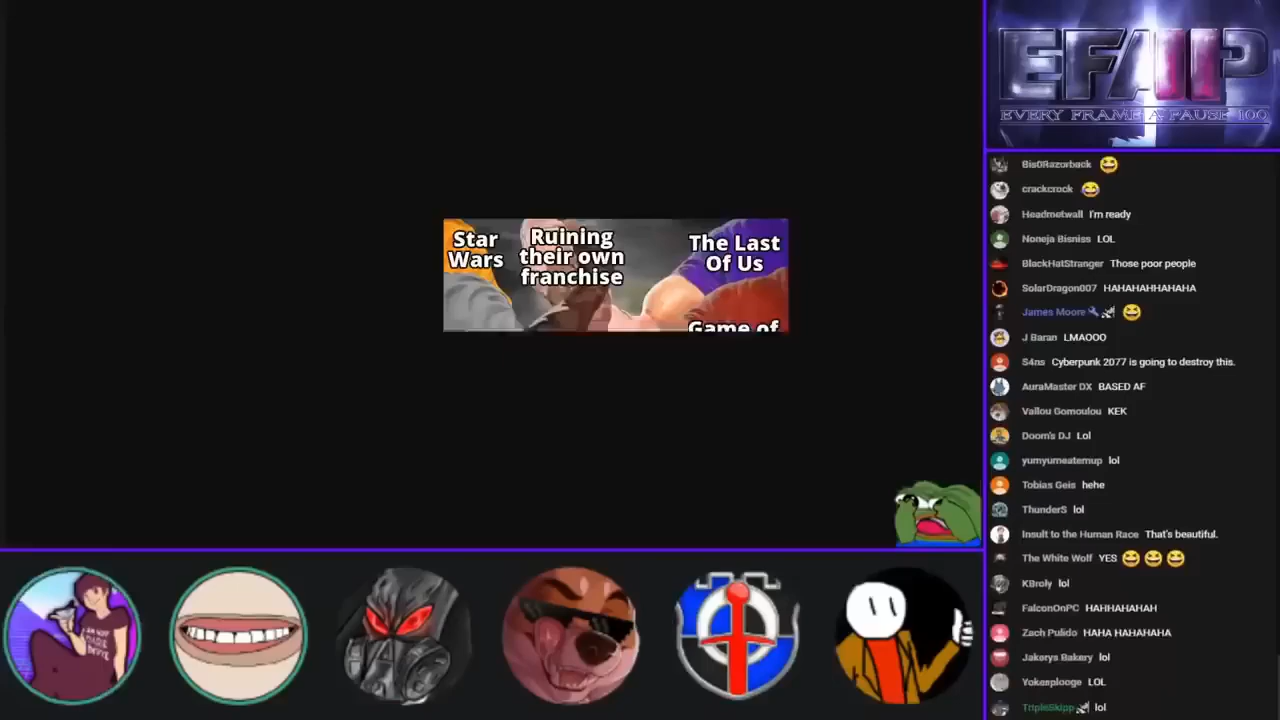 EFAP
EVERY FRAME A PAUSE 100
Star
Wars
Ruining
their own
franchise
The Last
Of Us
Game of
BisORazorback
crackcrock
Headmetwall I'm ready
Noneja Bisniss LOL
BlackHatStranger Those poor people
SolarDragon007 HAHAHAHHAHAHA
James Moore
J Baran LMAOOO
S4ns Cyberpunk 2077 is going to destroy this.
AuraMaster DX BASED AF
Vallou Gomoulou KEK
Doom's DJ Lol
yumyumeatemup lol
Tobias Geis hehe
ThunderS lol
Insult to the Human Race That's beautiful.
The White Wolf YES
KBroly lol
FalconOnPC HAHHAHAHAH
Zach Pulido HAHA HAHAHAHA
Jakerys Bakery lol
Yokesplooge LOL
TripleSkipp lol